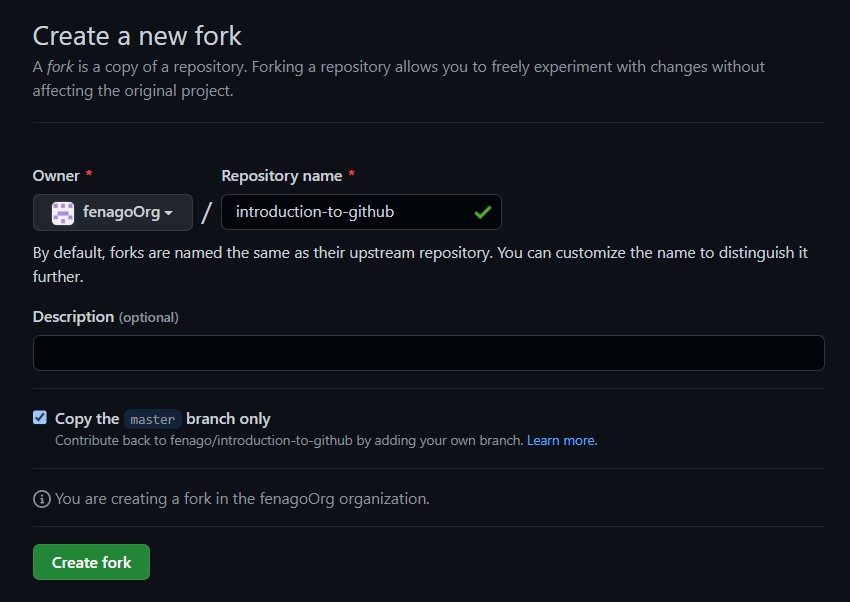 Create a new fork
A fork is a copy of a repository. Forking a repository allows you to freely experiment with changes without
affecting the original project.
Owner * Repository name *
fenagoOrg / introduction-to-github
By default, forks are named the same as their upstream repository. You can customize the name to distinguish it
further.
Description (optional)
Copy the master branch only
Contribute back to fenago/introduction-to-github by adding your own branch. Learn more.
You are creating a fork in the fenagoOrg organization.
Create fork